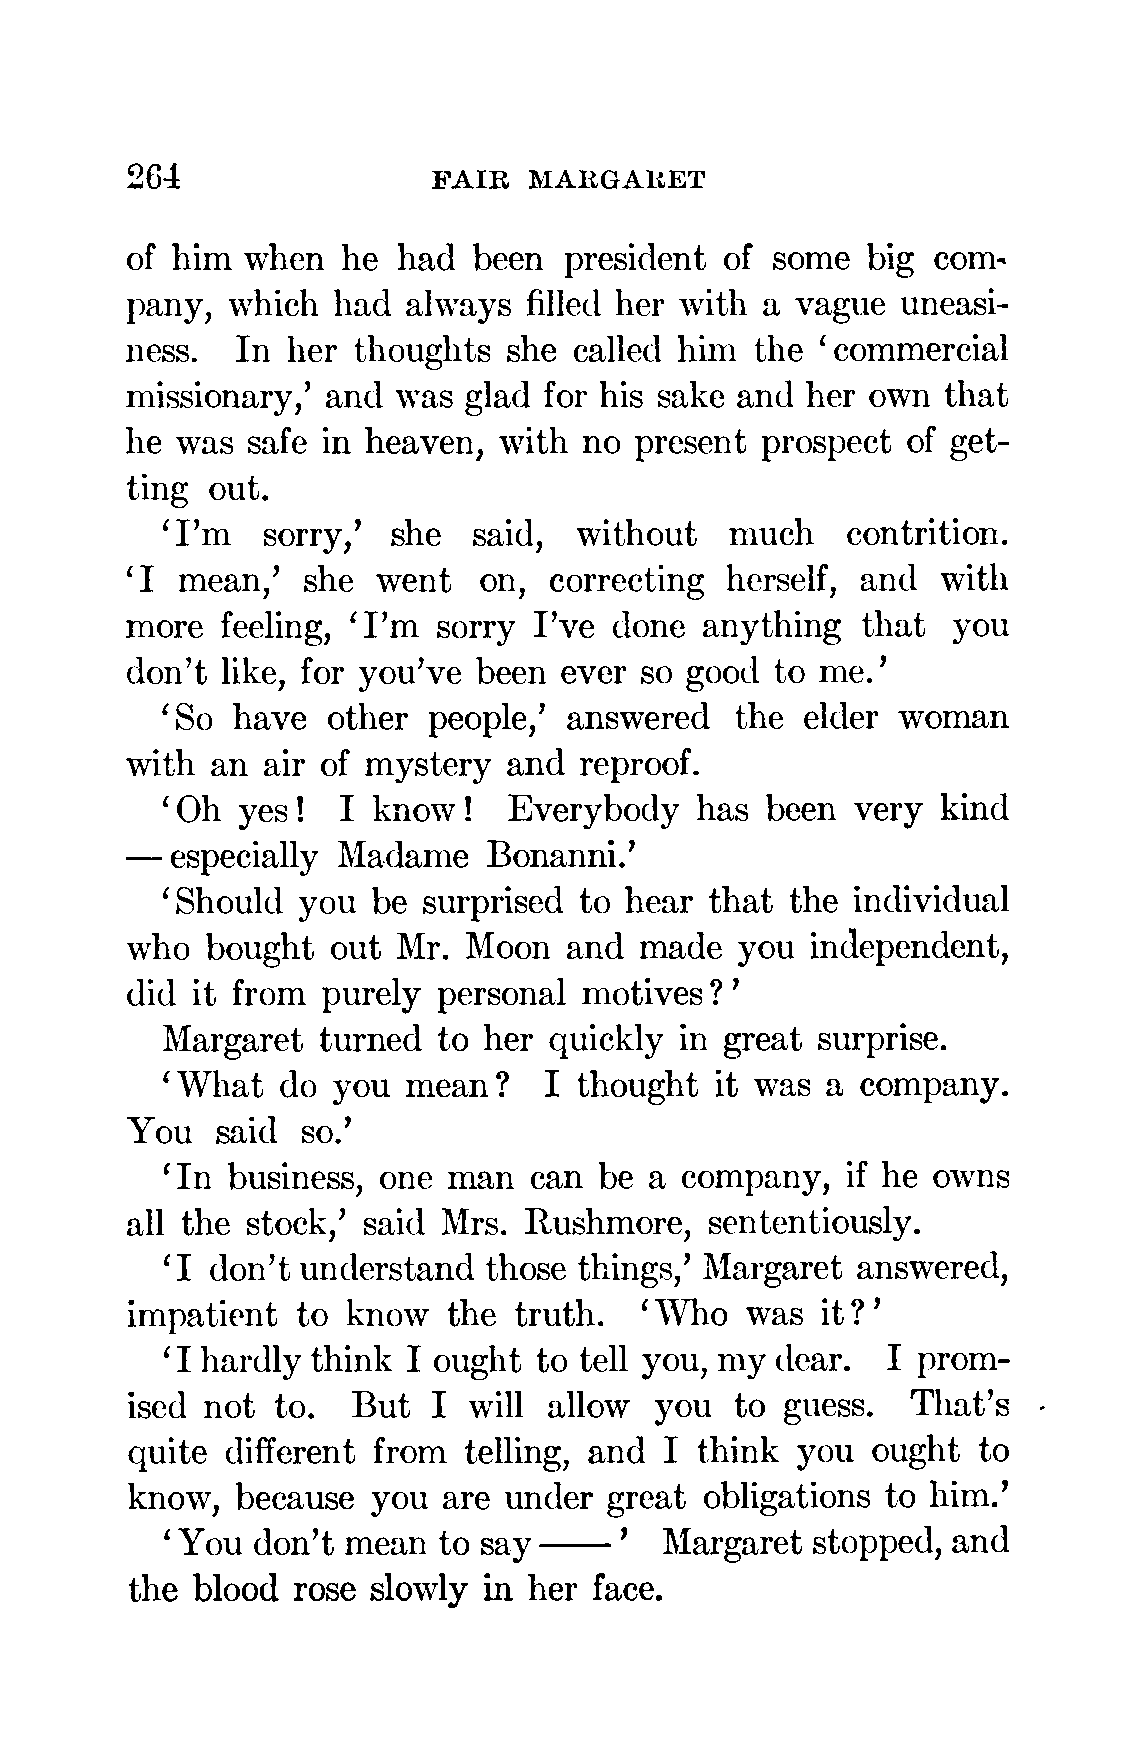 264 FAIR MARGARET
of him when he had been president of some big com-
pany, which had always filled her with a vague uneasi-
ness. In her thoughts she called him the ‘commercial
missionary,’ and was glad for his sake and her own that
he was safe in heaven, with no present prospect of get-
ting out.
‘I’m sorry,’ she said, without much contrition.
‘I mean,’ she went on, correcting herself, and with
more feeling, ‘I’m sorry I’ve done anything that you
don’t like, for you’ve been ever so good to me.’
‘So have other people,’ answered the elder woman
with an air of mystery and reproof.
‘Oh yes! I know! Everybody has been very kind
— especially Madame Bonanni.’
‘Should you be surprised to hear that the individual
who bought out Mr. Moon and made you independent,
did it from purely personal motives?’
Margaret turned to her quickly in great surprise.
‘What do you mean? I thought it was a company.
You said so.’
‘In business, one man can be a company, if he owns
all the stock,’ said Mrs. Rushmore, sententiously.
‘I don’t understand those things,’ Margaret answered,
impatient to know the truth. ‘Who was it?’
‘I hardly think I ought to tell you, my dear. I prom-
ised not to. But I will allow you to guess. That’s
quite different from telling, and I think you ought to
know, because you are under great obligations to him.’
‘You don’t mean to say——’ Margaret stopped, and
the blood rose slowly in her face.